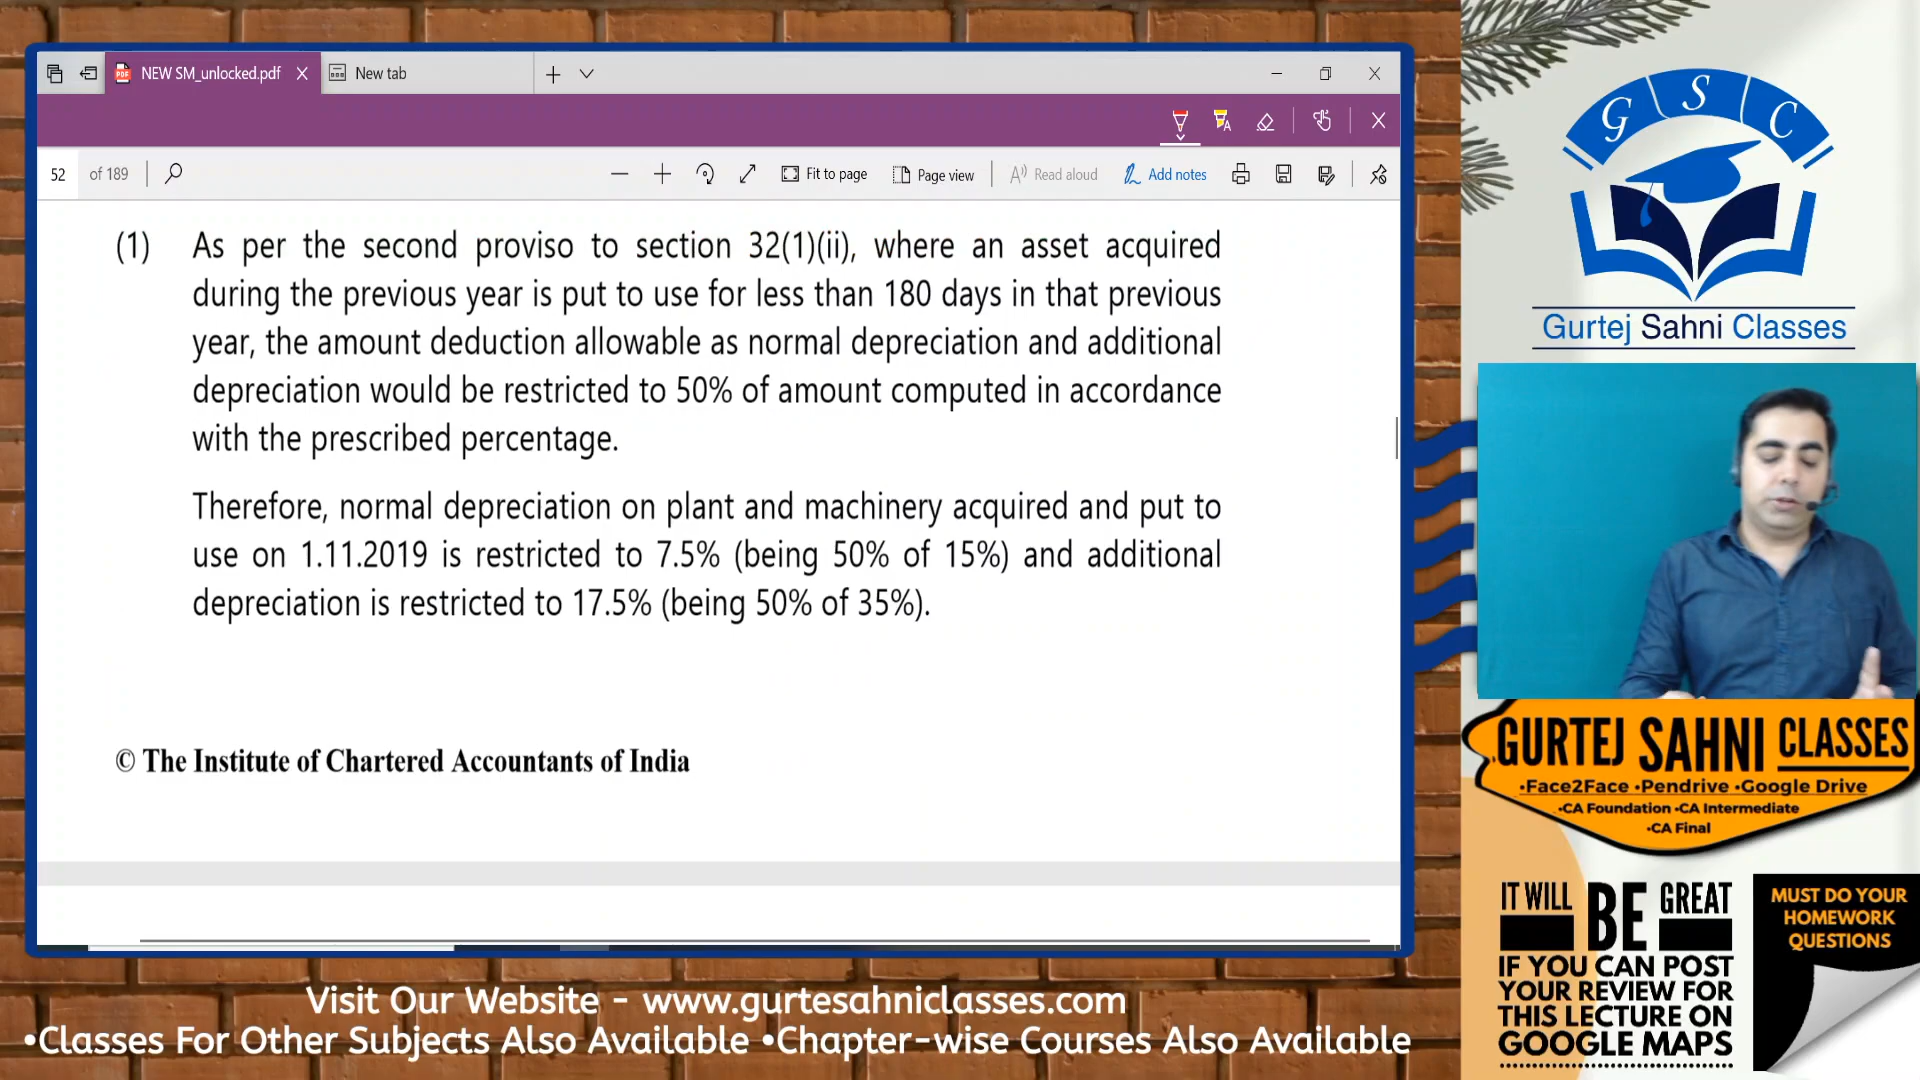 NEW SM_unlocked.pdf
New tab
52 of 189
Fit to page
Page view
Read aloud
Add notes
(1) As per the second proviso to section 32(1)(ii), where an asset acquired
during the previous year is put to use for less than 180 days in that previous
year, the amount deduction allowable as normal depreciation and additional
depreciation would be restricted to 50% of amount computed in accordance
with the prescribed percentage.
Therefore, normal depreciation on plant and machinery acquired and put to
use on 1.11.2019 is restricted to 7.5% (being 50% of 15%) and additional
depreciation is restricted to 17.5% (being 50% of 35%).
© The Institute of Chartered Accountants of India
G S C
Gurtej Sahni Classes
GURTEJ SAHNI CLASSES
•Face2Face •Pendrive •Google Drive
•CA Foundation •CA Intermediate
•CA Final
IT WILL BE GREAT
IF YOU CAN POST
YOUR REVIEW FOR
THIS LECTURE ON
GOOGLE MAPS
MUST DO YOUR
HOMEWORK
QUESTIONS
Visit Our Website - www.gurtesahniclasses.com
•Classes For Other Subjects Also Available •Chapter-wise Courses Also Available